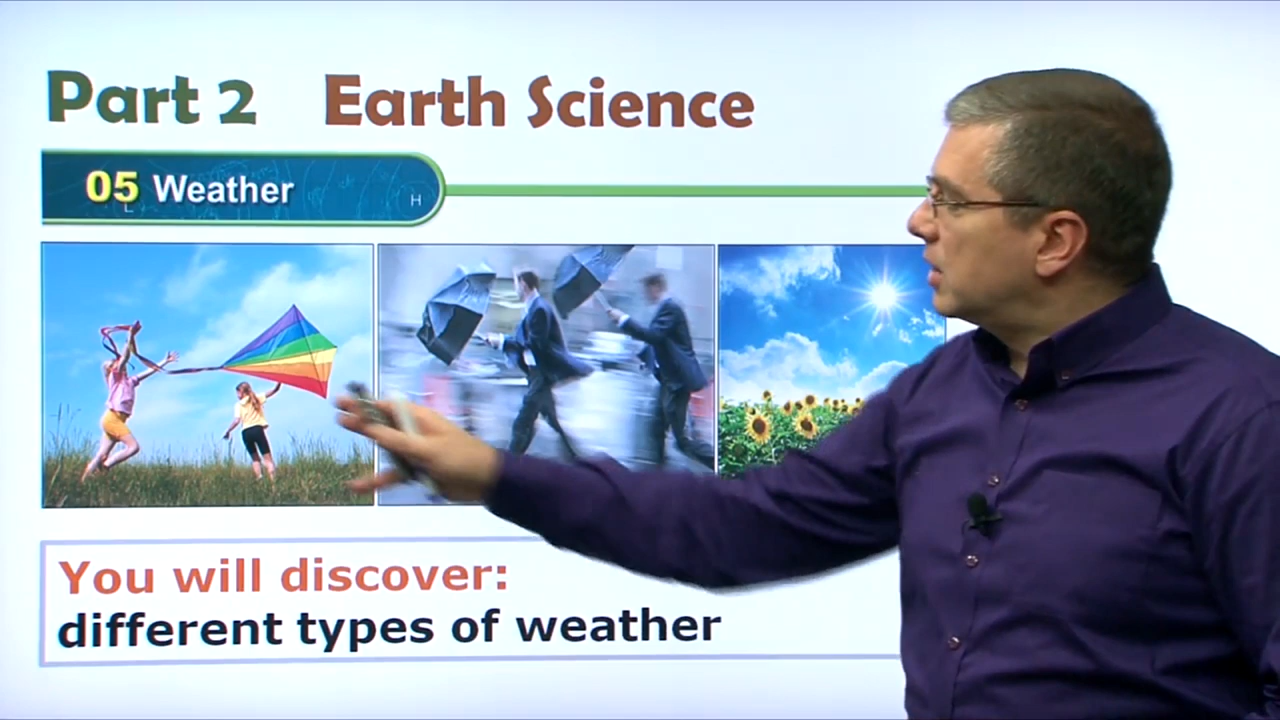 Part 2 Earth Science
05 Weather
L
H
You will discover:
different types of weather